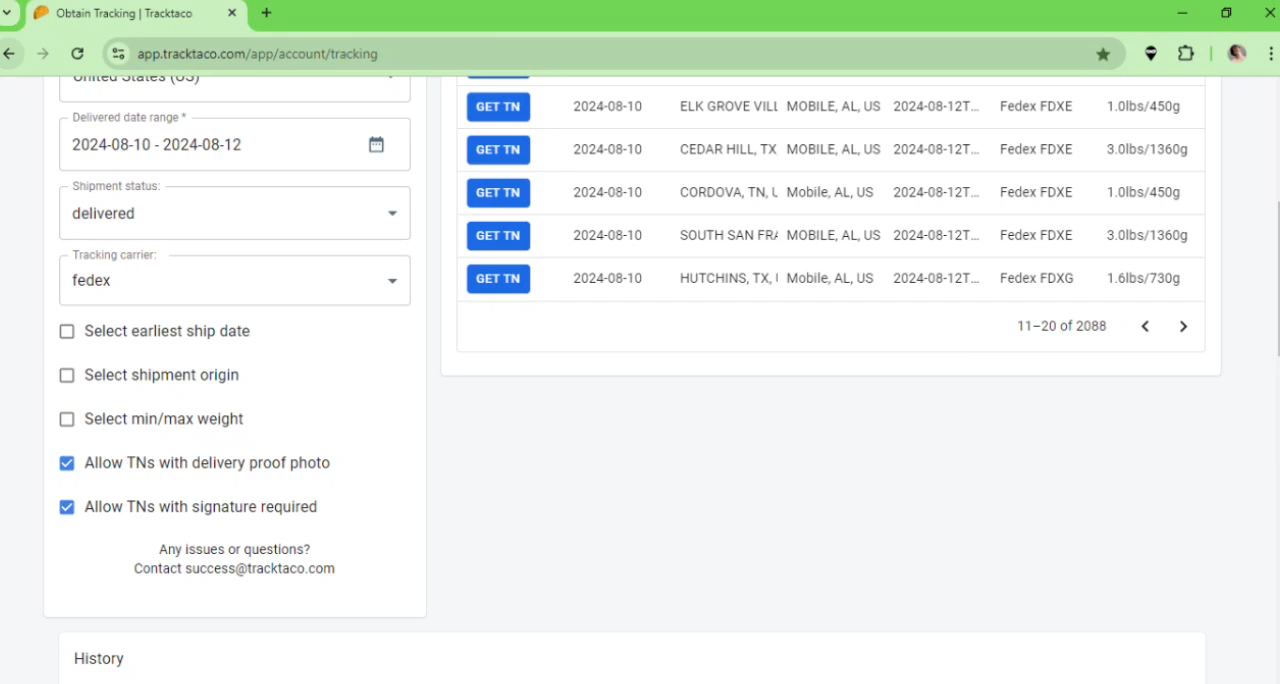 Obtain Tracking | Tracktaco
app.tracktaco.com/app/account/tracking
United States (US)
Delivered date range *
2024-08-10 - 2024-08-12
Shipment status:
delivered
Tracking carrier:
fedex
Select earliest ship date
Select shipment origin
Select min/max weight
Allow TNs with delivery proof photo
Allow TNs with signature required
Any issues or questions?
Contact success@tracktaco.com
GET TN 2024-08-10 ELK GROVE VILL MOBILE, AL, US 2024-08-12T... Fedex FDXE 1.0lbs/450g
GET TN 2024-08-10 CEDAR HILL, TX MOBILE, AL, US 2024-08-12T... Fedex FDXE 3.0lbs/1360g
GET TN 2024-08-10 CORDOVA, TN, U Mobile, AL, US 2024-08-12T... Fedex FDXE 1.0lbs/450g
GET TN 2024-08-10 SOUTH SAN FRA MOBILE, AL, US 2024-08-12T... Fedex FDXE 3.0lbs/1360g
GET TN 2024-08-10 HUTCHINS, TX, Mobile, AL, US 2024-08-12T... Fedex FDXG 1.6lbs/730g
11–20 of 2088
History